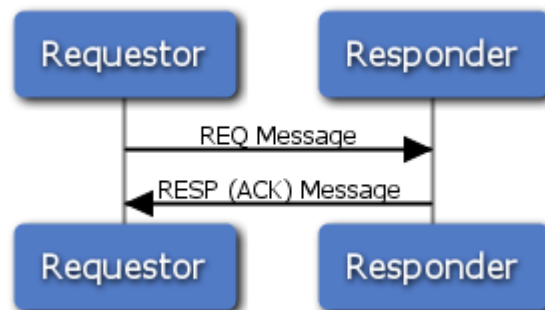 Requestor
Responder
REQ Message
RESP (ACK) Message
Requestor
Responder